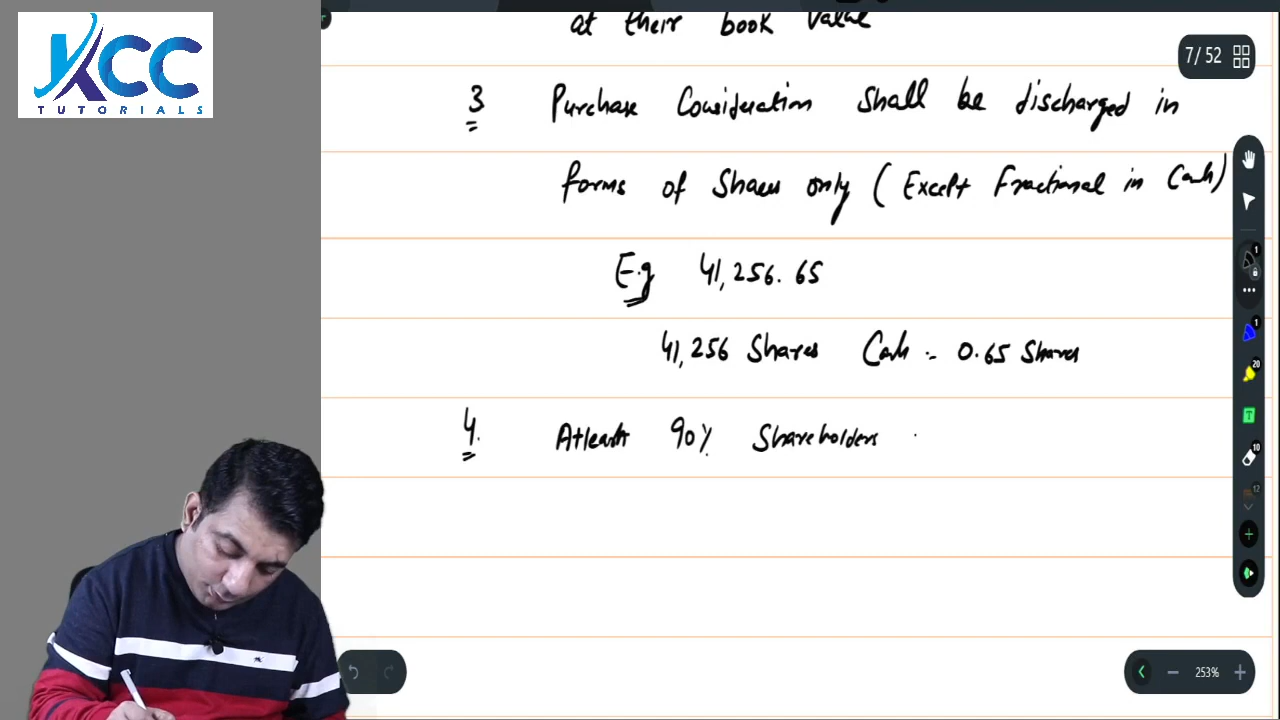 KCC
TUTORIALS
at their book value
7/52
3 Purchase Consideration shall be discharged in
forms of Shares only (Except Fractional in Cash)
E.g 41,256.65
41,256 Shares Cash - 0.65 Shares
4. Atleast 90% Shareholders
253%